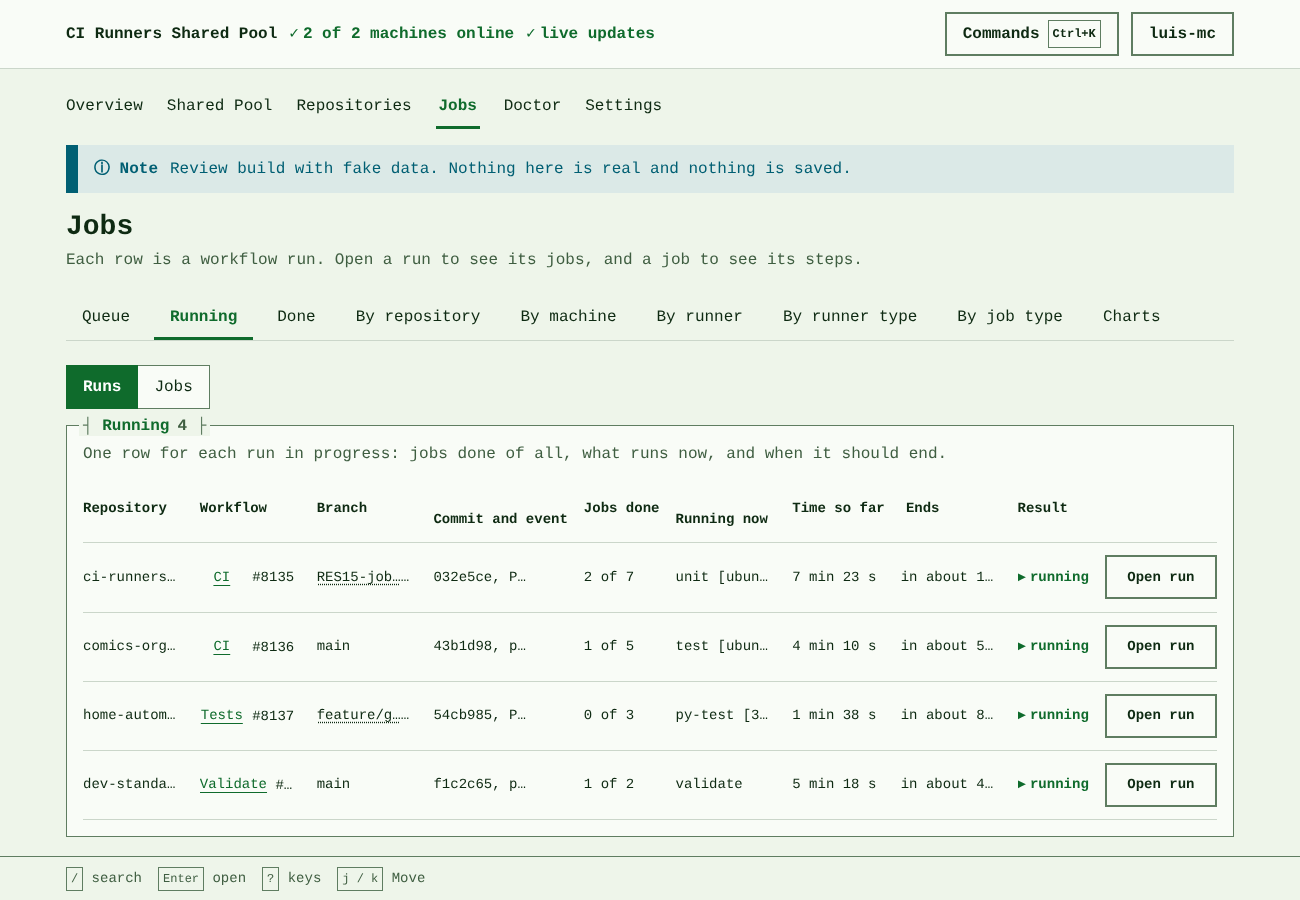 CI Runners Shared Pool ✓ 2 of 2 machines online ✓ live updates Commands Ctrl+K luis-mc
Overview Shared Pool Repositories Jobs Doctor Settings
ⓘ Note Review build with fake data. Nothing here is real and nothing is saved.
Jobs
Each row is a workflow run. Open a run to see its jobs, and a job to see its steps.
Queue Running Done By repository By machine By runner By runner type By job type Charts
Runs Jobs
┤ Running 4 ├
One row for each run in progress: jobs done of all, what runs now, and when it should end.
Repository Workflow Branch Commit and event Jobs done Running now Time so far Ends Result
ci-runners… CI #8135 RES15-job…… 032e5ce, P… 2 of 7 unit [ubun… 7 min 23 s in about 1… ▶ running Open run
comics-org… CI #8136 main 43b1d98, p… 1 of 5 test [ubun… 4 min 10 s in about 5… ▶ running Open run
home-autom… Tests #8137 feature/g…… 54cb985, P… 0 of 3 py-test [3… 1 min 38 s in about 8… ▶ running Open run
dev-standa… Validate #… main f1c2c65, p… 1 of 2 validate 5 min 18 s in about 4… ▶ running Open run
/ search Enter open ? keys j / k Move